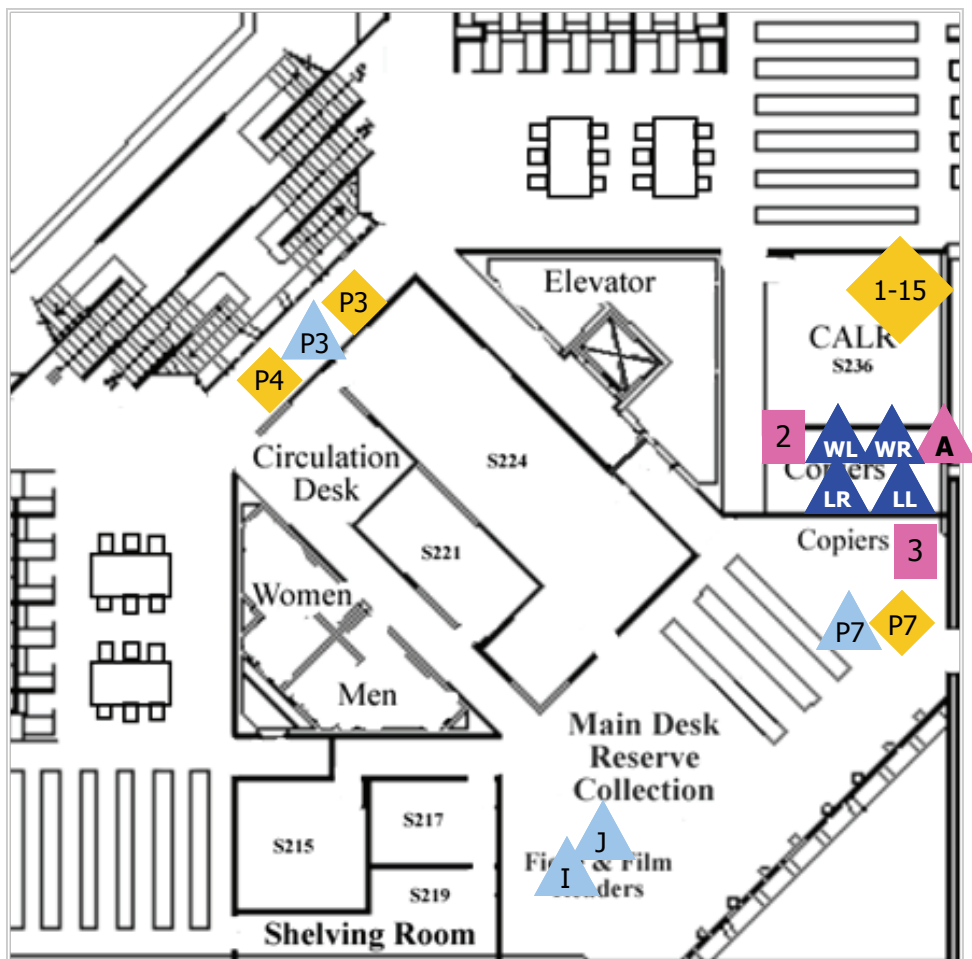 S
N
Elevator
1-15
CALR
S236
P3
P3
P4
2
WL
WR
A
Copiers
LR
LL
Circulation
Desk
S224
Copiers
3
S221
Women
P7
P7
Men
Main Desk
Reserve
Collection
J
& Film
I
S217
S215
S219
Shelving Room